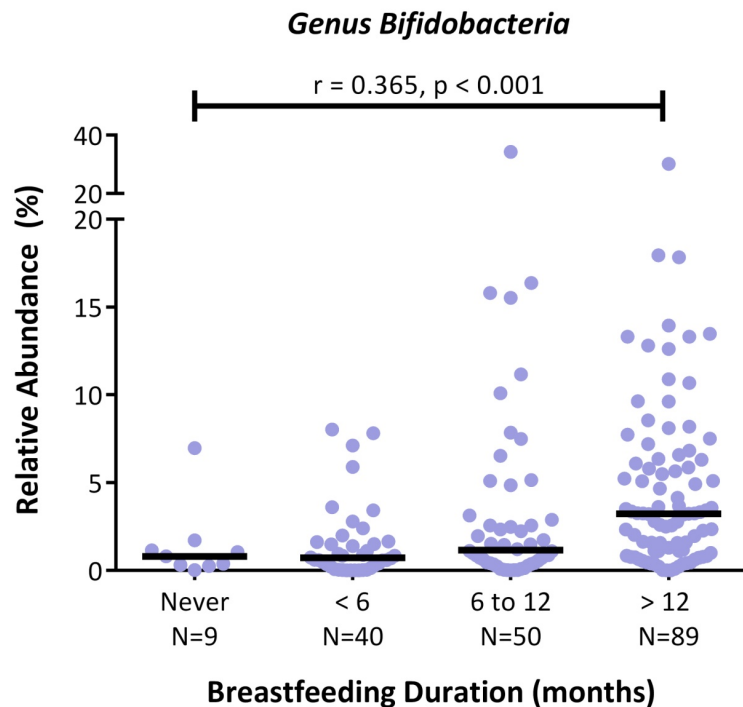 Genus Bifidobacteria
r = 0.365, p < 0.001
Relative Abundance (%)
40
20
20
15
10
5
0
Never < 6 6 to 12 > 12
N=9 N=40 N=50 N=89
Breastfeeding Duration (months)